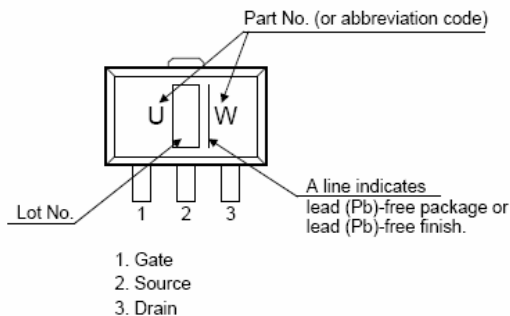 Part No. (or abbreviation code)
U W
Lot No.
1 2 3
A line indicates
lead (Pb)-free package or
lead (Pb)-free finish.
1. Gate
2. Source
3. Drain